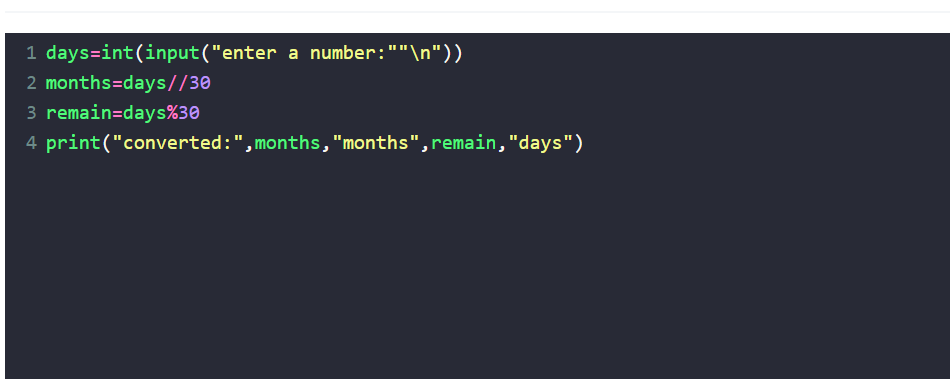 1 days=int(input("enter a number:""\n"))
2 months=days//30
3 remain=days%30
4 print("converted:",months,"months",remain,"days")